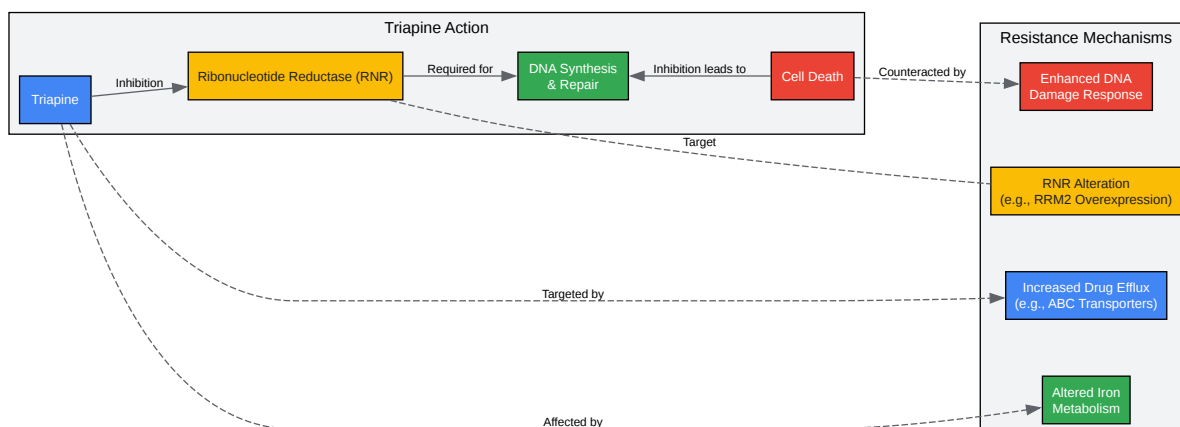 Triapine Action
Resistance Mechanisms
Triapine
Inhibition
Ribonucleotide Reductase (RNR)
Required for
DNA Synthesis
& Repair
Inhibition leads to
Cell Death
Counteracted by
Enhanced DNA
Damage Response
Target
RNR Alteration
(e.g., RRM2 Overexpression)
Targeted by
Increased Drug Efflux
(e.g., ABC Transporters)
Affected by
Altered Iron
Metabolism